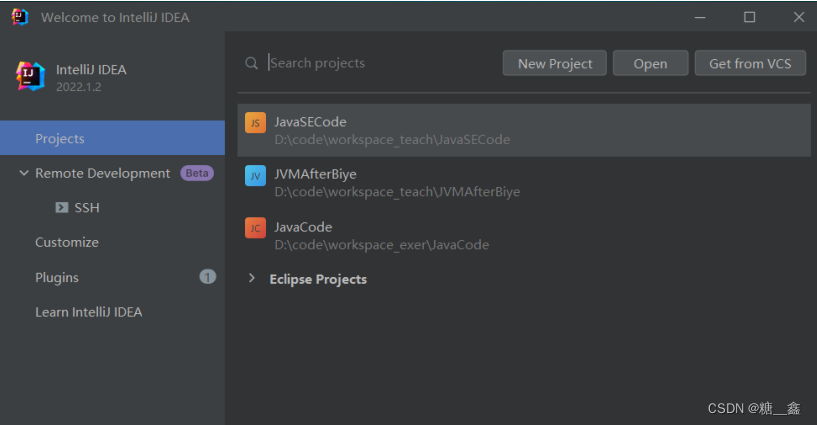 Welcome to IntelliJ IDEA
IntelliJ IDEA
2022.1.2
Projects
Remote Development Beta
SSH
Customize
Plugins 1
Learn IntelliJ IDEA
Search projects New Project Open Get from VCS
JS JavaSECode
D:\code\workspace_teach\JavaSECode
JV JVMAfterBiye
D:\code\workspace_teach\JVMAfterBiye
JC JavaCode
D:\code\workspace_exer\JavaCode
Eclipse Projects
CSDN @糖__鑫